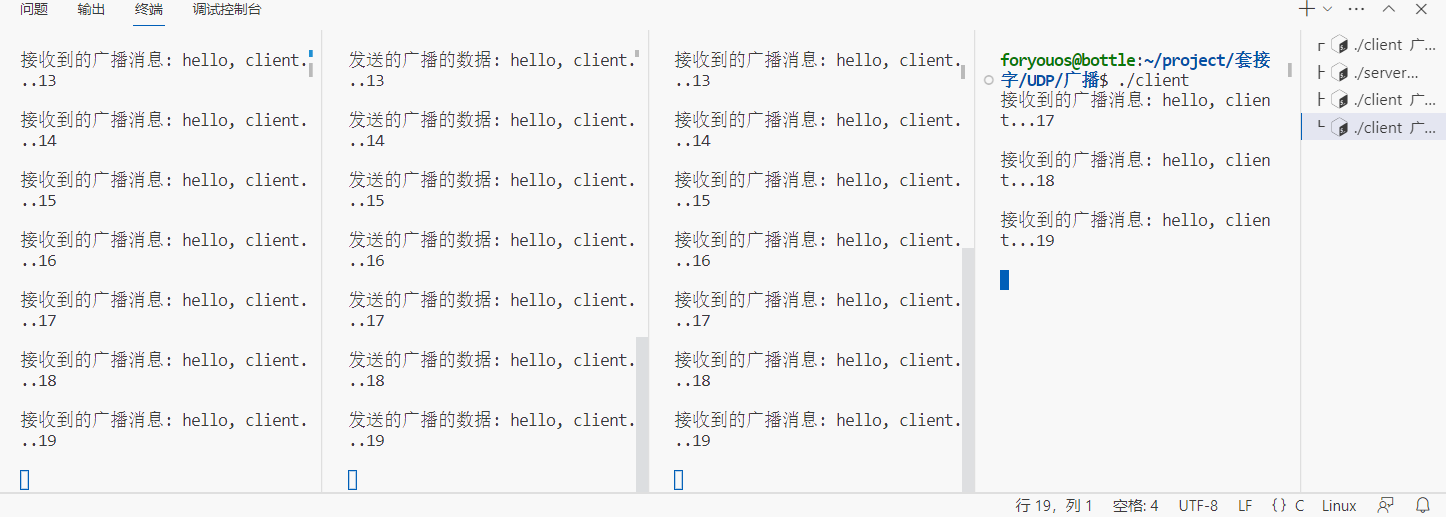 问题 输出 终端 调试控制台
接收到的广播消息: hello, client.
..13
接收到的广播消息: hello, client.
..14
接收到的广播消息: hello, client.
..15
接收到的广播消息: hello, client.
..16
接收到的广播消息: hello, client.
..17
接收到的广播消息: hello, client.
..18
接收到的广播消息: hello, client.
..19
发送的广播的数据: hello, client.
..13
发送的广播的数据: hello, client.
..14
发送的广播的数据: hello, client.
..15
发送的广播的数据: hello, client.
..16
发送的广播的数据: hello, client.
..17
发送的广播的数据: hello, client.
..18
发送的广播的数据: hello, client.
..19
接收到的广播消息: hello, client.
..13
接收到的广播消息: hello, client.
..14
接收到的广播消息: hello, client.
..15
接收到的广播消息: hello, client.
..16
接收到的广播消息: hello, client.
..17
接收到的广播消息: hello, client.
..18
接收到的广播消息: hello, client.
..19
foryouos@bottle:~/project/套接
字/UDP/广播$ ./client
接收到的广播消息: hello, clien
t...17
接收到的广播消息: hello, clien
t...18
接收到的广播消息: hello, clien
t...19
./client 广...
./server...
./client 广...
./client 广...
行 19，列 1 空格: 4 UTF-8 LF {} C Linux